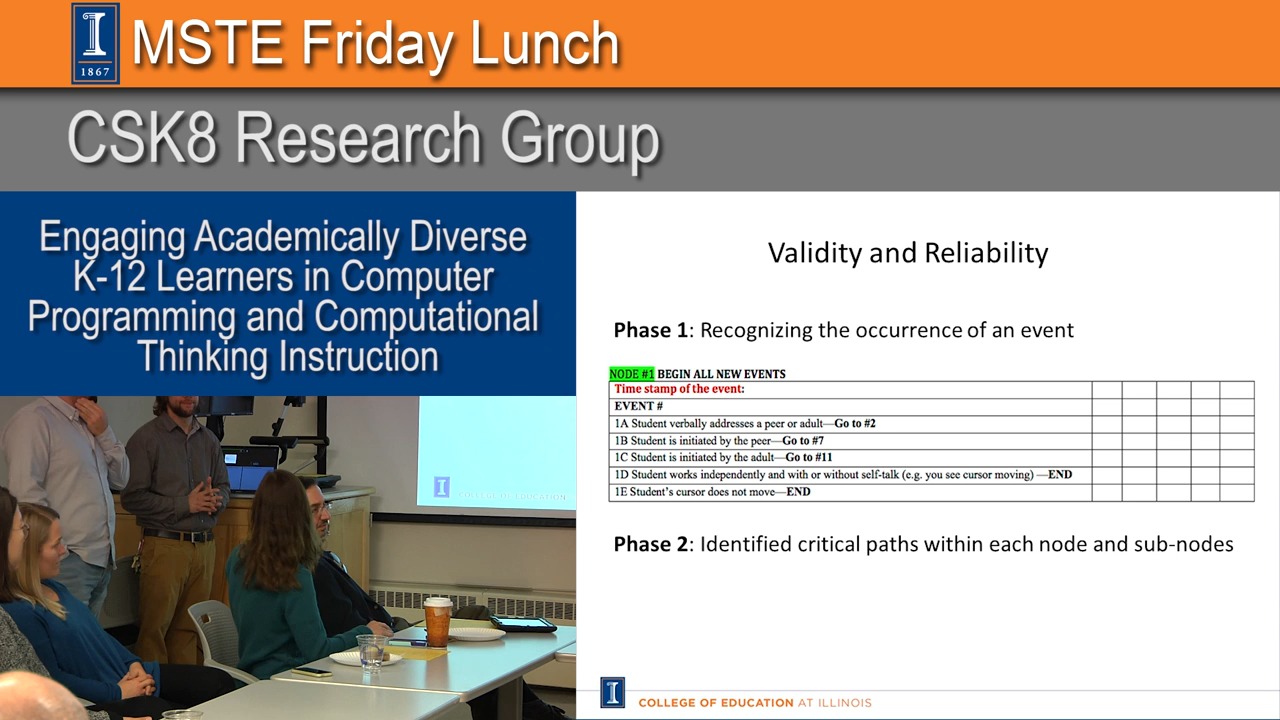 I
1867
MSTE Friday Lunch
CSK8 Research Group
Engaging Academically Diverse
K-12 Learners in Computer
Programming and Computational
Thinking Instruction
I COLLEGE OF EDUCATION
Validity and Reliability
Phase 1: Recognizing the occurrence of an event
NODE #1 BEGIN ALL NEW EVENTS
Time stamp of the event:
EVENT #
1A Student verbally addresses a peer or adult—Go to #2
1B Student is initiated by the peer—Go to #7
1C Student is initiated by the adult—Go to #11
1D Student works independently and with or without self-talk (e.g. you see cursor moving) —END
1E Student's cursor does not move—END
Phase 2: Identified critical paths within each node and sub-nodes
I COLLEGE OF EDUCATION AT ILLINOIS